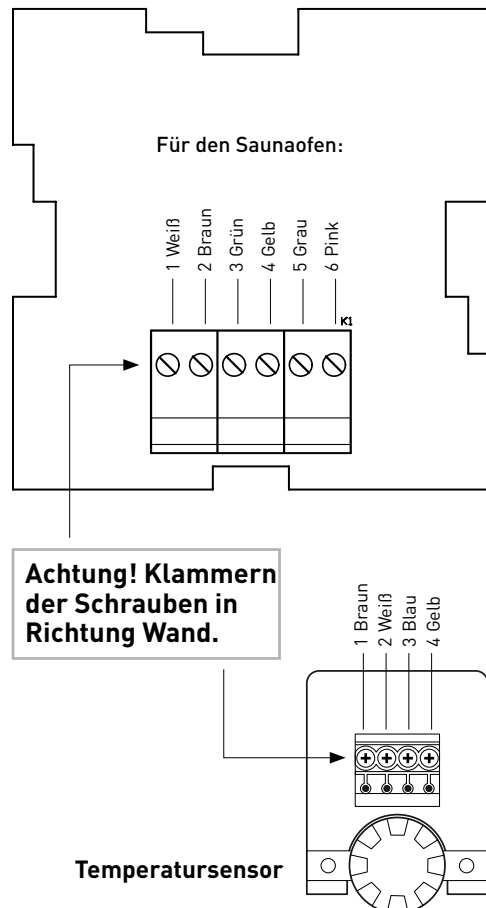 Für den Saunaofen:
1 Weiß
2 Braun
3 Grün
4 Gelb
5 Grau
6 Pink
K1
Achtung! Klammern
der Schrauben in
Richtung Wand.
1 Braun
2 Weiß
3 Blau
4 Gelb
Temperatursensor